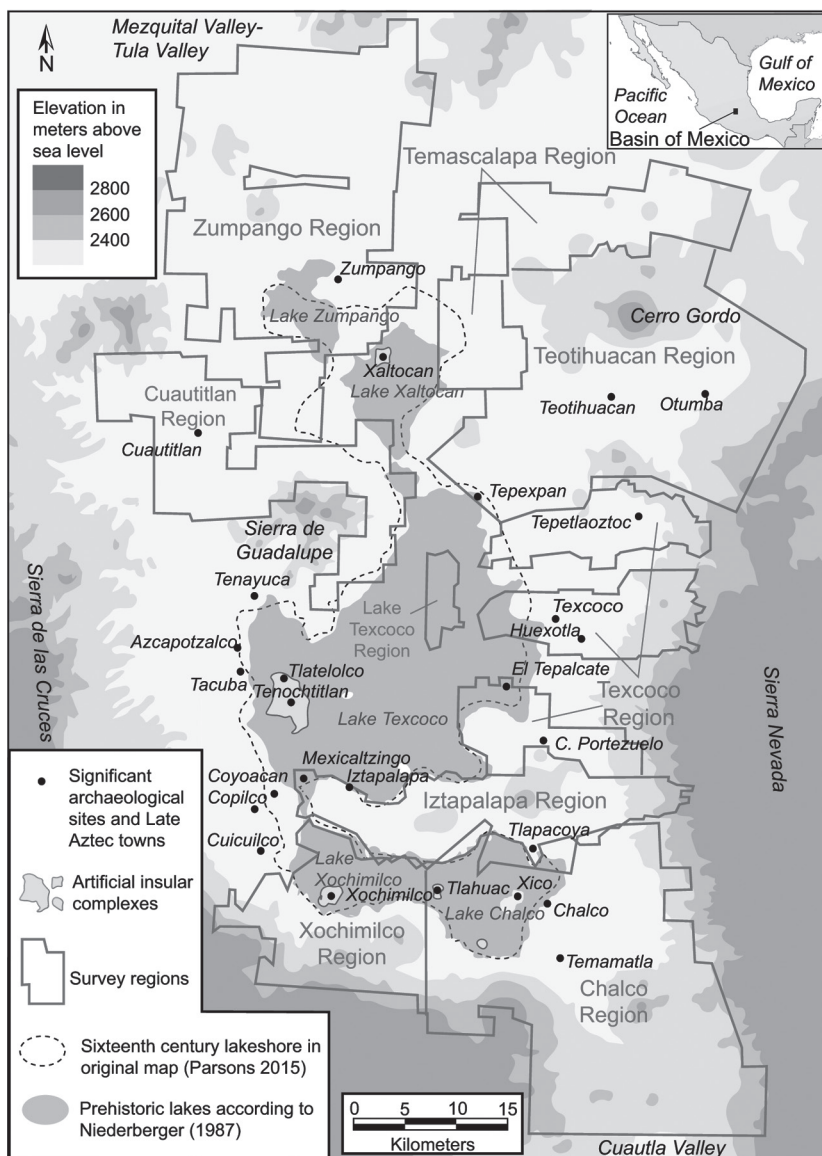 Mezquital Valley-
Tula Valley
N
Elevation in
meters above
sea level
2800
2600
2400
Gulf of
Mexico
Pacific
Ocean
Basin of Mexico
Temascalapa Region
Zumpango Region
Zumpango
Lake Zumpango
Cerro Gordo
Xaltocan
Lake Xaltocan
Teotihuacan Region
Cuautitlan
Region
Cuautitlan
Teotihuacan
Otumba
Tepexpan
Tepetlaoztoc
Sierra de
Guadalupe
Sierra de las Cruces
Tenayuca
Lake
Texcoco
Region
Texcoco
Huexotla
Azcapotzalco
Tacuba
Tlatelolco
Tenochtitlan
El Tepalcate
Texcoco
Region
Sierra Nevada
Lake Texcoco
C. Portezuelo
Mexicaltzingo
Iztapalapa
Coyoacan
Copilco
Iztapalapa Region
Cuicuilco
Tlapacoya
Lake
Xochimilco
Xochimilco
Tlahuac
Xico
Lake Chalco
Chalco
Xochimilco
Region
Temamatla
Chalco
Region
Significant
archaeological
sites and Late
Aztec towns
Artificial insular
complexes
Survey regions
Sixteenth century lakeshore in
original map (Parsons 2015)
Prehistoric lakes according to
Niederberger (1987)
0 5 10 15
Kilometers
Cuautla Valley